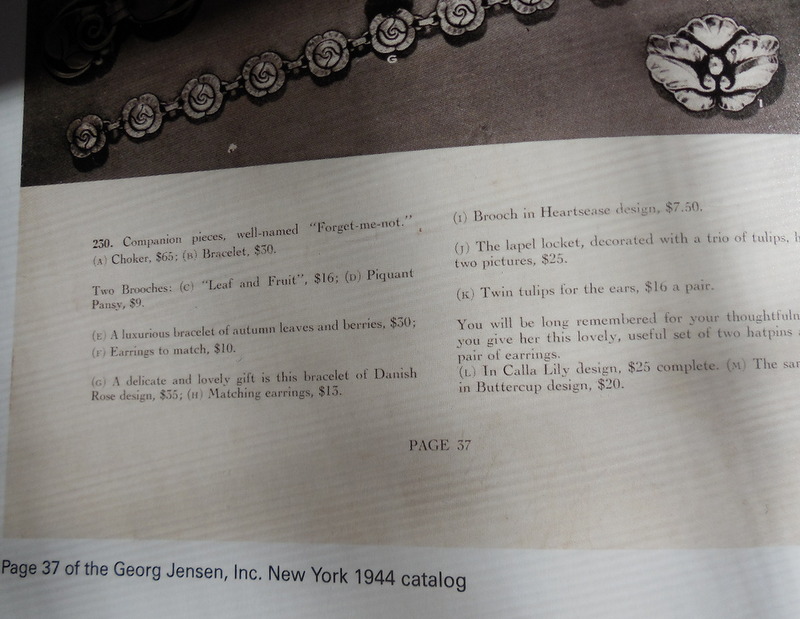 G
I
230. Companion pieces, well-named "Forget-me-not."
(A) Choker, $65; (B) Bracelet, $30.
Two Brooches: (C) "Leaf and Fruit", $16; (D) Piquant
Pansy, $9.
(E) A luxurious bracelet of autumn leaves and berries, $30;
(F) Earrings to match, $10.
(G) A delicate and lovely gift is this bracelet of Danish
Rose design, $35; (H) Matching earrings, $13.
(I) Brooch in Heartsease design, $7.50.
(J) The lapel locket, decorated with a trio of tulips,
two pictures, $25.
(K) Twin tulips for the ears, $16 a pair.
You will be long remembered for your
you give her this lovely, useful set of two hatpins
pair of earrings.
(L) In Calla Lily design, $25 complete. (M) The
in Buttercup design, $20.
PAGE 37
Page 37 of the Georg Jensen, Inc. New York 1944 catalog